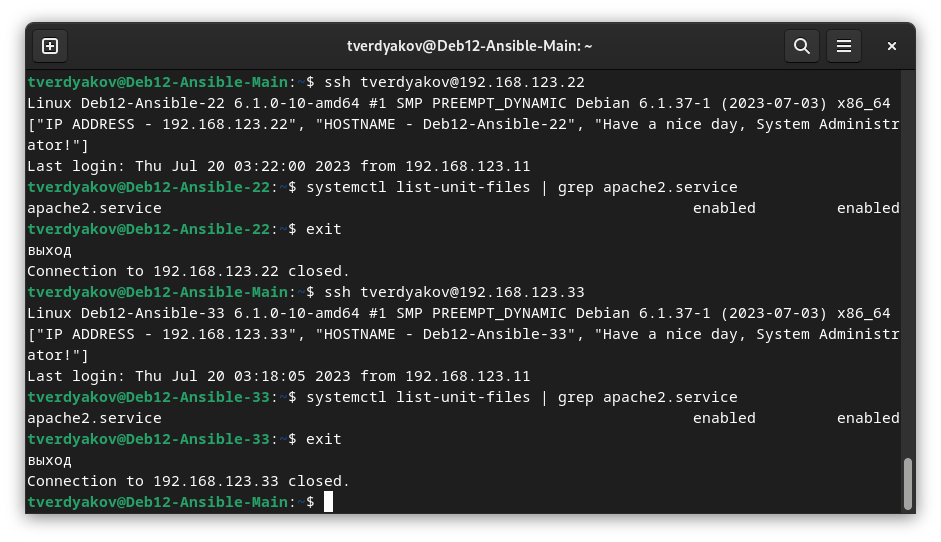 tverdyakov@Deb12-Ansible-Main: ~
tverdyakov@Deb12-Ansible-Main:~$ ssh tverdyakov@192.168.123.22
Linux Deb12-Ansible-22 6.1.0-10-amd64 #1 SMP PREEMPT_DYNAMIC Debian 6.1.37-1 (2023-07-03) x86_64
["IP ADDRESS - 192.168.123.22", "HOSTNAME - Deb12-Ansible-22", "Have a nice day, System Administr
ator!"]
Last login: Thu Jul 20 03:22:00 2023 from 192.168.123.11
tverdyakov@Deb12-Ansible-22:~$ systemctl list-unit-files | grep apache2.service
apache2.service enabled enabled
tverdyakov@Deb12-Ansible-22:~$ exit
выход
Connection to 192.168.123.22 closed.
tverdyakov@Deb12-Ansible-Main:~$ ssh tverdyakov@192.168.123.33
Linux Deb12-Ansible-33 6.1.0-10-amd64 #1 SMP PREEMPT_DYNAMIC Debian 6.1.37-1 (2023-07-03) x86_64
["IP ADDRESS - 192.168.123.33", "HOSTNAME - Deb12-Ansible-33", "Have a nice day, System Administr
ator!"]
Last login: Thu Jul 20 03:18:05 2023 from 192.168.123.11
tverdyakov@Deb12-Ansible-33:~$ systemctl list-unit-files | grep apache2.service
apache2.service enabled enabled
tverdyakov@Deb12-Ansible-33:~$ exit
выход
Connection to 192.168.123.33 closed.
tverdyakov@Deb12-Ansible-Main:~$